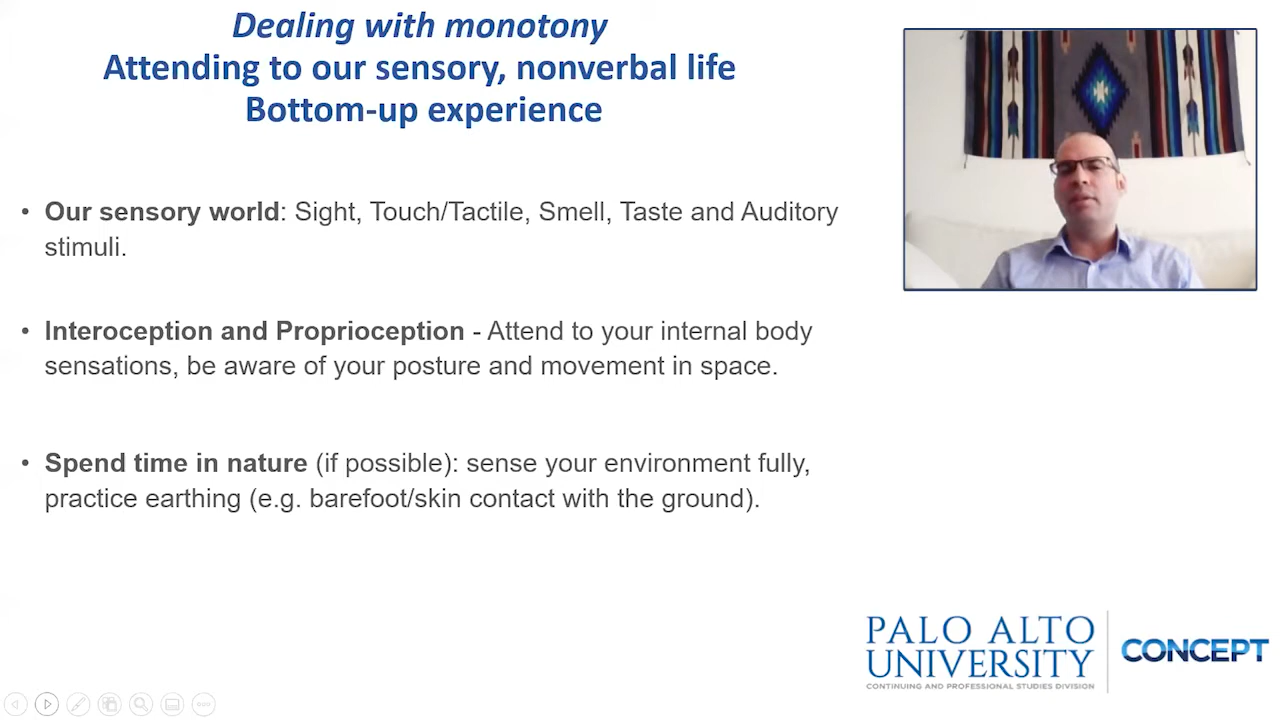 Dealing with monotony
Attending to our sensory, nonverbal life
Bottom-up experience
• Our sensory world: Sight, Touch/Tactile, Smell, Taste and Auditory
stimuli.
• Interoception and Proprioception - Attend to your internal body
sensations, be aware of your posture and movement in space.
• Spend time in nature (if possible): sense your environment fully,
practice earthing (e.g. barefoot/skin contact with the ground).
PALO ALTO
UNIVERSITY
CONTINUING AND PROFESSIONAL STUDIES DIVISION
CONCEPT